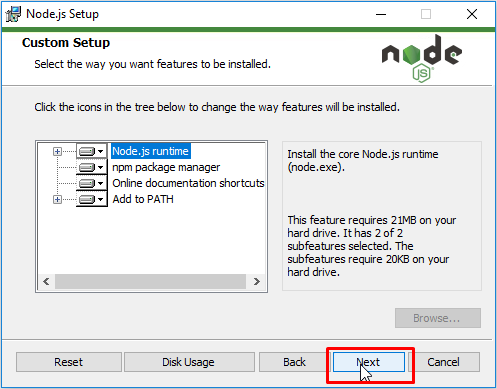 Node.js Setup
Custom Setup
Select the way you want features to be installed.
node
JS
Click the icons in the tree below to change the way features will be installed.
Node.js runtime
npm package manager
Online documentation shortcuts
Add to PATH
Install the core Node.js runtime
(node.exe).
This feature requires 21MB on your
hard drive. It has 2 of 2
subfeatures selected. The
subfeatures require 20KB on your
hard drive.
Browse...
Reset
Disk Usage
Back
Next
Cancel